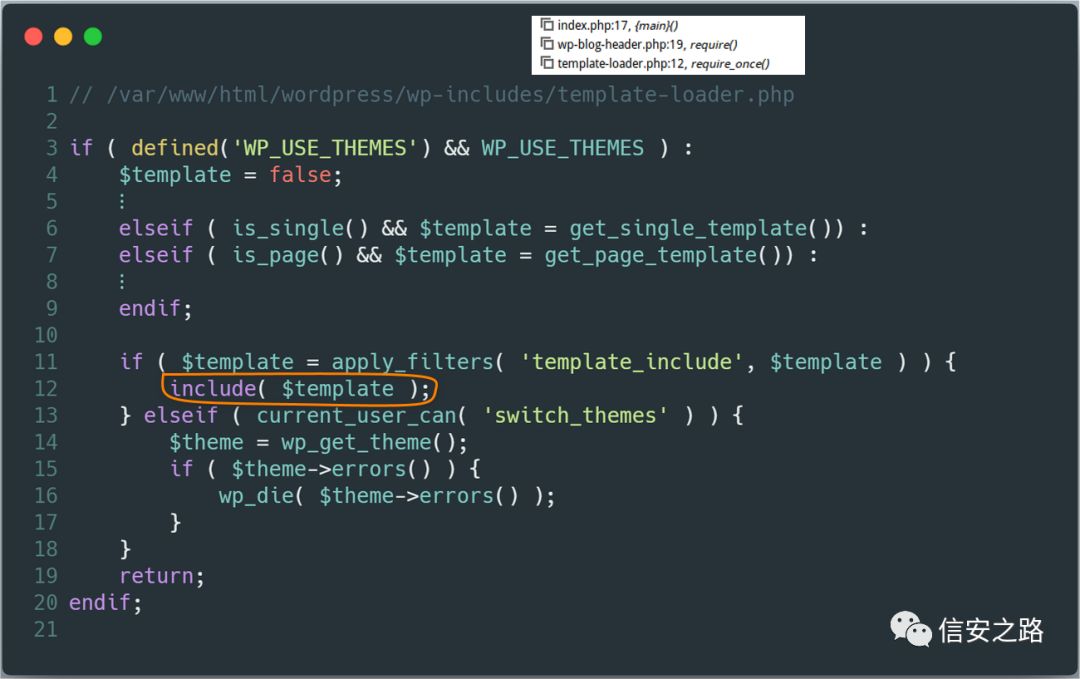 index.php:17, {main}()
wp-blog-header.php:19, require()
template-loader.php:12, require_once()
1 // /var/www/html/wordpress/wp-includes/template-loader.php
2
3 if ( defined('WP_USE_THEMES') && WP_USE_THEMES ) :
4     $template = false;
5     ⋮
6     elseif ( is_single() && $template = get_single_template()) :
7     elseif ( is_page() && $template = get_page_template()) :
8     ⋮
9     endif;
10
11     if ( $template = apply_filters( 'template_include', $template ) ) {
12         include( $template );
13     } elseif ( current_user_can( 'switch_themes' ) ) {
14         $theme = wp_get_theme();
15         if ( $theme->errors() ) {
16             wp_die( $theme->errors() );
17         }
18     }
19     return;
20 endif;
21
信安之路